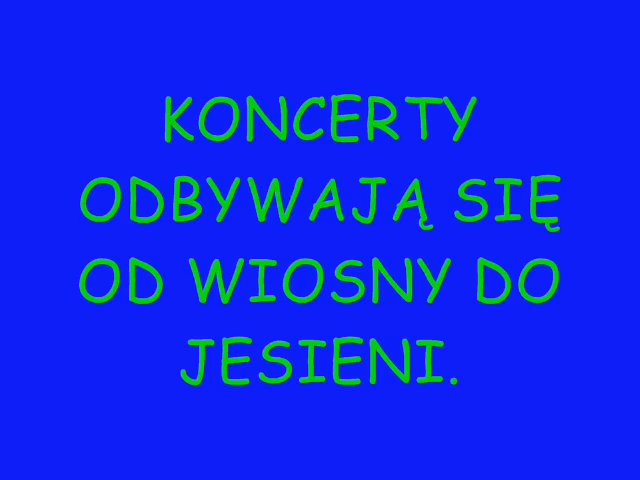 KONCERTY
ODBYWAJĄ SIĘ
OD WIOSNY DO
JESIENI.